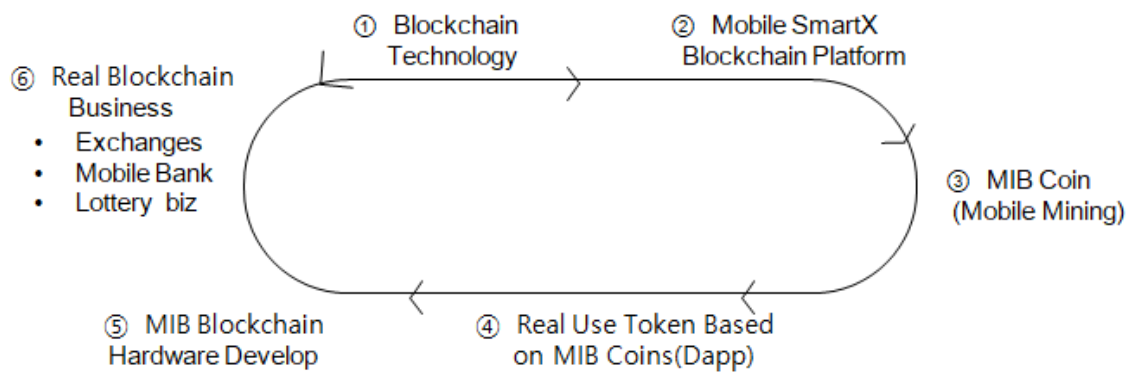 ① Blockchain
Technology
② Mobile SmartX
Blockchain Platform
③ MIB Coin
(Mobile Mining)
④ Real Use Token Based
on MIB Coins(Dapp)
⑤ MIB Blockchain
Hardware Develop
⑥ Real Blockchain
Business
• Exchanges
• Mobile Bank
• Lottery biz